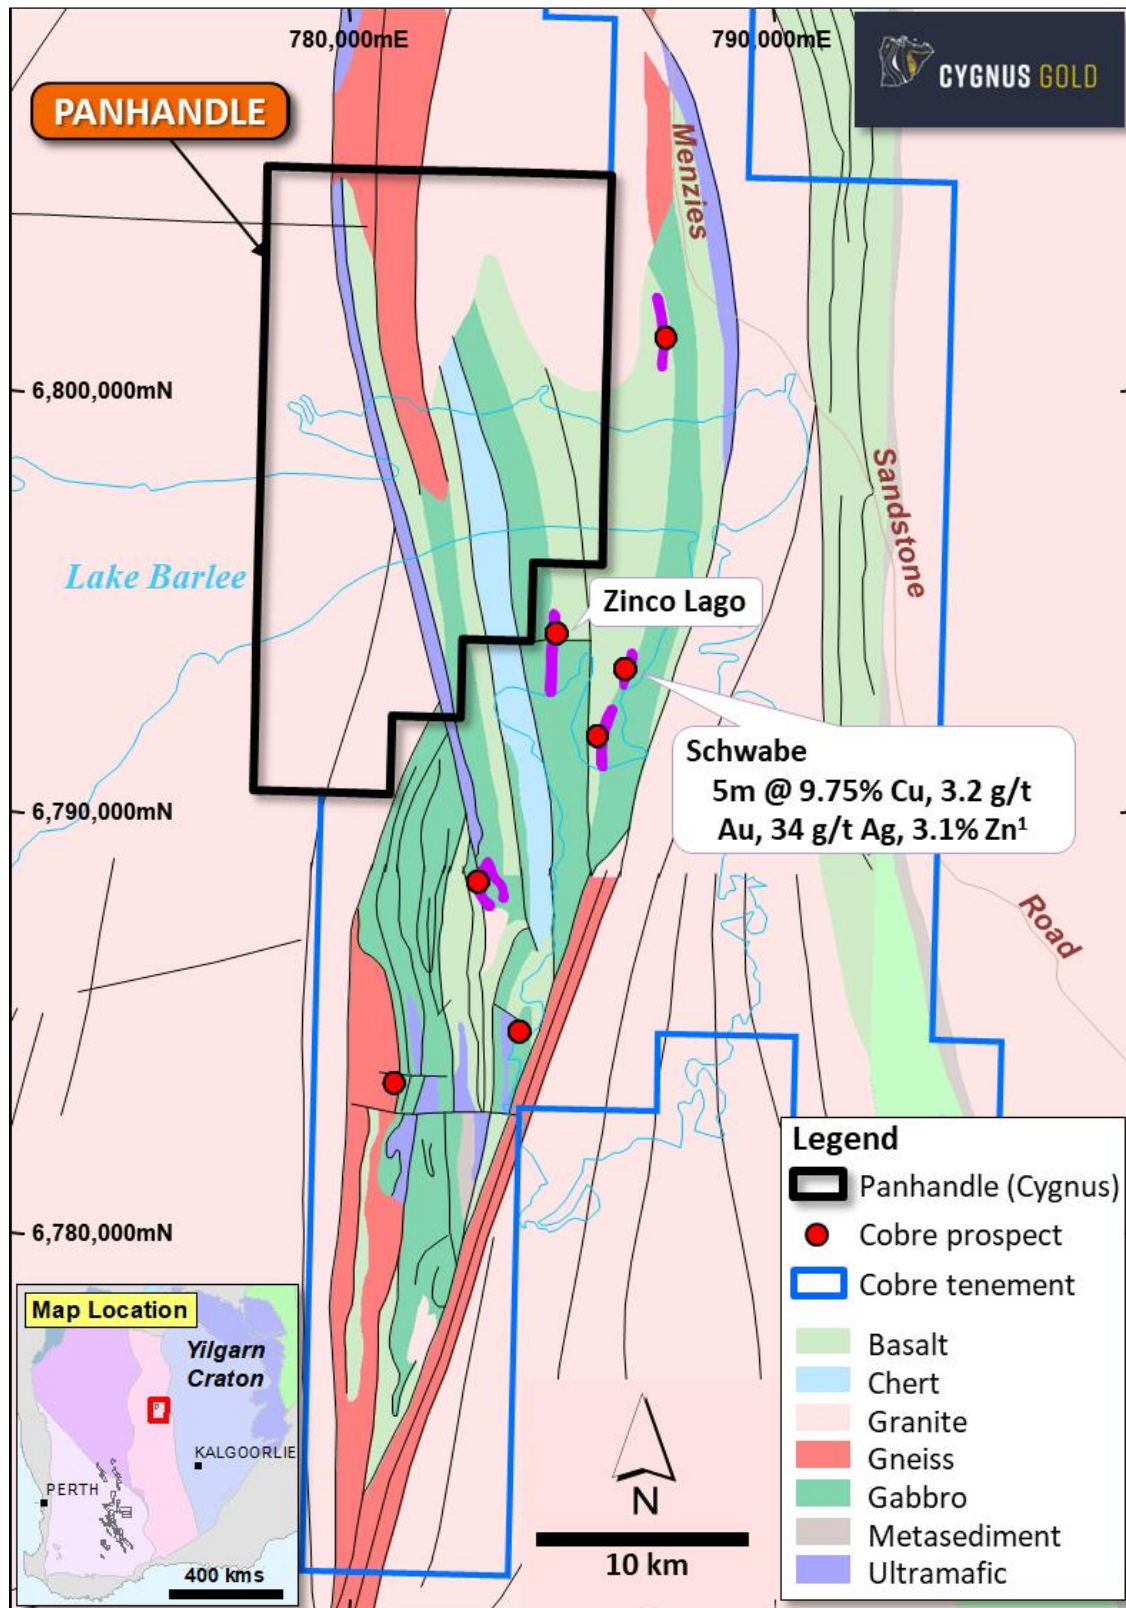 780,000mE
790,000mE
CYGNUS GOLD
PANHANDLE
Menzies
6,800,000mN
Sandstone
Lake Barlee
Zinco Lago
Schwabe
5m @ 9.75% Cu, 3.2 g/t
Au, 34 g/t Ag, 3.1% Zn¹
6,790,000mN
Road
6,780,000mN
Legend
Panhandle (Cygnus)
Cobre prospect
Cobre tenement
Basalt
Chert
Granite
Gneiss
Gabbro
Metasediment
Ultramafic
Map Location
Yilgarn
Craton
KALGOORLIE
PERTH
400 kms
N
10 km